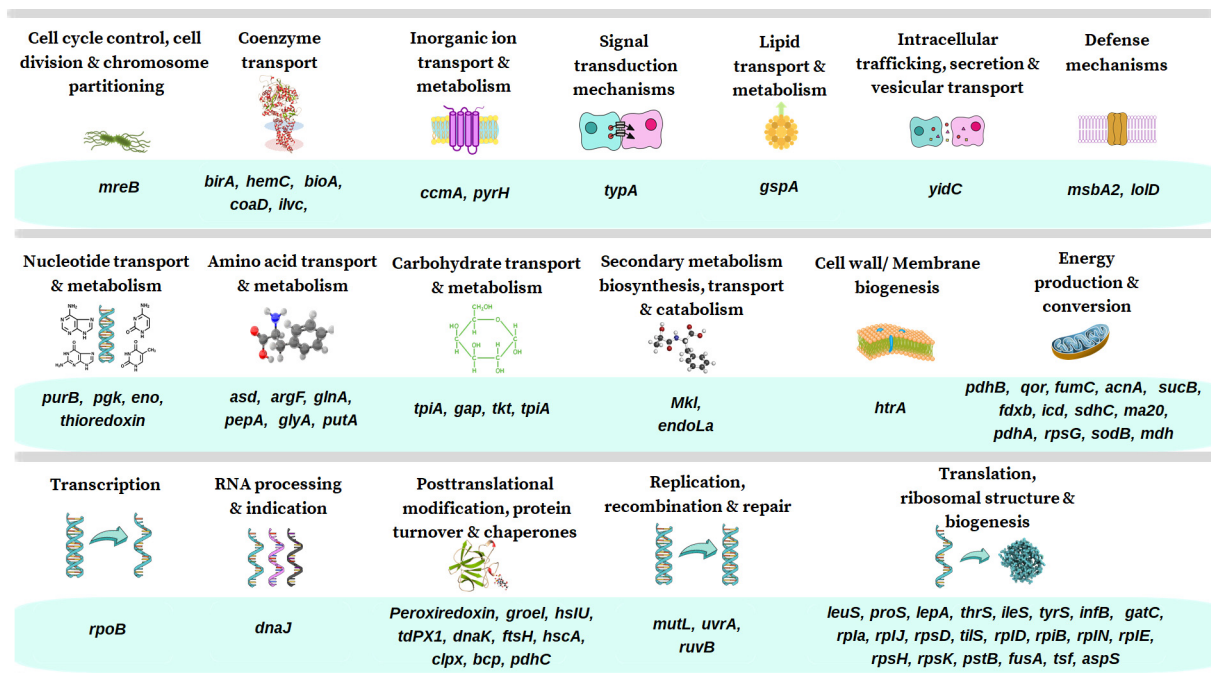 Cell cycle control, cell
division & chromosome
partitioning
Coenzyme
transport
Inorganic ion
transport &
metabolism
Signal
transduction
mechanisms
Lipid
transport &
metabolism
Intracellular
trafficking, secretion &
vesicular transport
Defense
mechanisms
mreB
birA, hemC, bioA,
coaD, ilvc,
ccmA, pyrH
typA
gspA
yidC
msbA2, lolD
Nucleotide transport
& metabolism
Amino acid transport
& metabolism
Carbohydrate transport
& metabolism
Secondary metabolism
biosynthesis, transport
& catabolism
Cell wall/ Membrane
biogenesis
Energy
production &
conversion
purB, pgk, eno,
thioredoxin
asd, argF, glnA,
pepA, glyA, putA
tpiA, gap, tkt, tpiA
Mkl,
endoLa
htrA
pdhB, qor, fumC, acnA, sucB,
fdxb, icd, sdhC, ma20,
pdhA, rpsG, sodB, mdh
Transcription
RNA processing
& indication
Posttranslational
modification, protein
turnover & chaperones
Replication,
recombination & repair
Translation,
ribosomal structure &
biogenesis
rpoB
dnaJ
Peroxiredoxin, groel, hslU,
tdPX1, dnaK, ftsH, hscA,
clpx, bcp, pdhC
mutL, uvrA,
ruvB
leuS, proS, lepA, thrS, ileS, tyrS, infB, gatC,
rpla, rplJ, rpsD, tilS, rplD, rpiB, rplN, rplE,
rpsH, rpsK, pstB, fusA, tsf, aspS